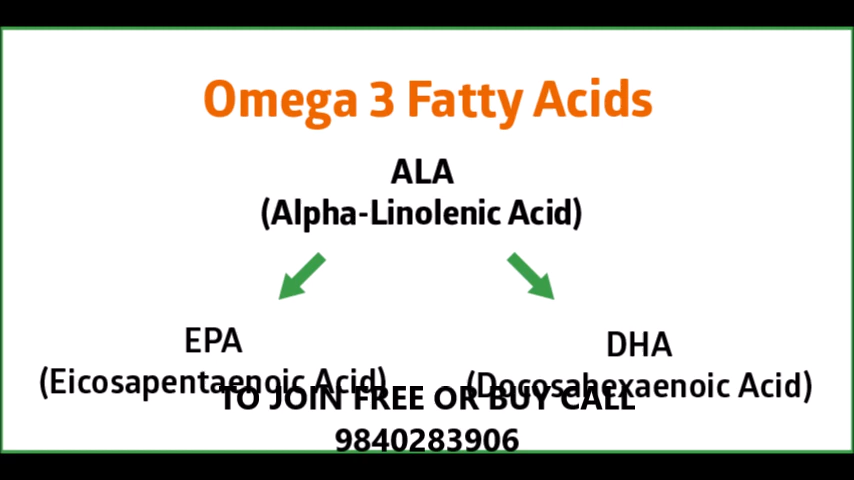 Omega 3 Fatty Acids
ALA
(Alpha-Linolenic Acid)
EPA
DHA
(Eicosapentaenoic Acid)
(Docosahexaenoic Acid)
TO JOIN FREE OR BUY CALL
9840283906